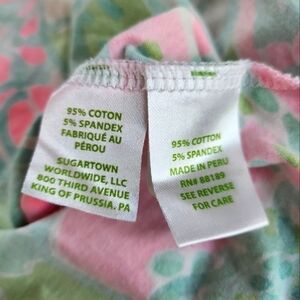 95% COTON
5% SPANDEX
FABRIQUÉ AU
PÉROU
SUGARTOWN
WORLDWIDE, LLC
800 THIRD AVENUE
KING OF PRUSSIA, PA
95% COTTON
5% SPANDEX
MADE IN PERU
RN# 88189
SEE REVERSE
FOR CARE